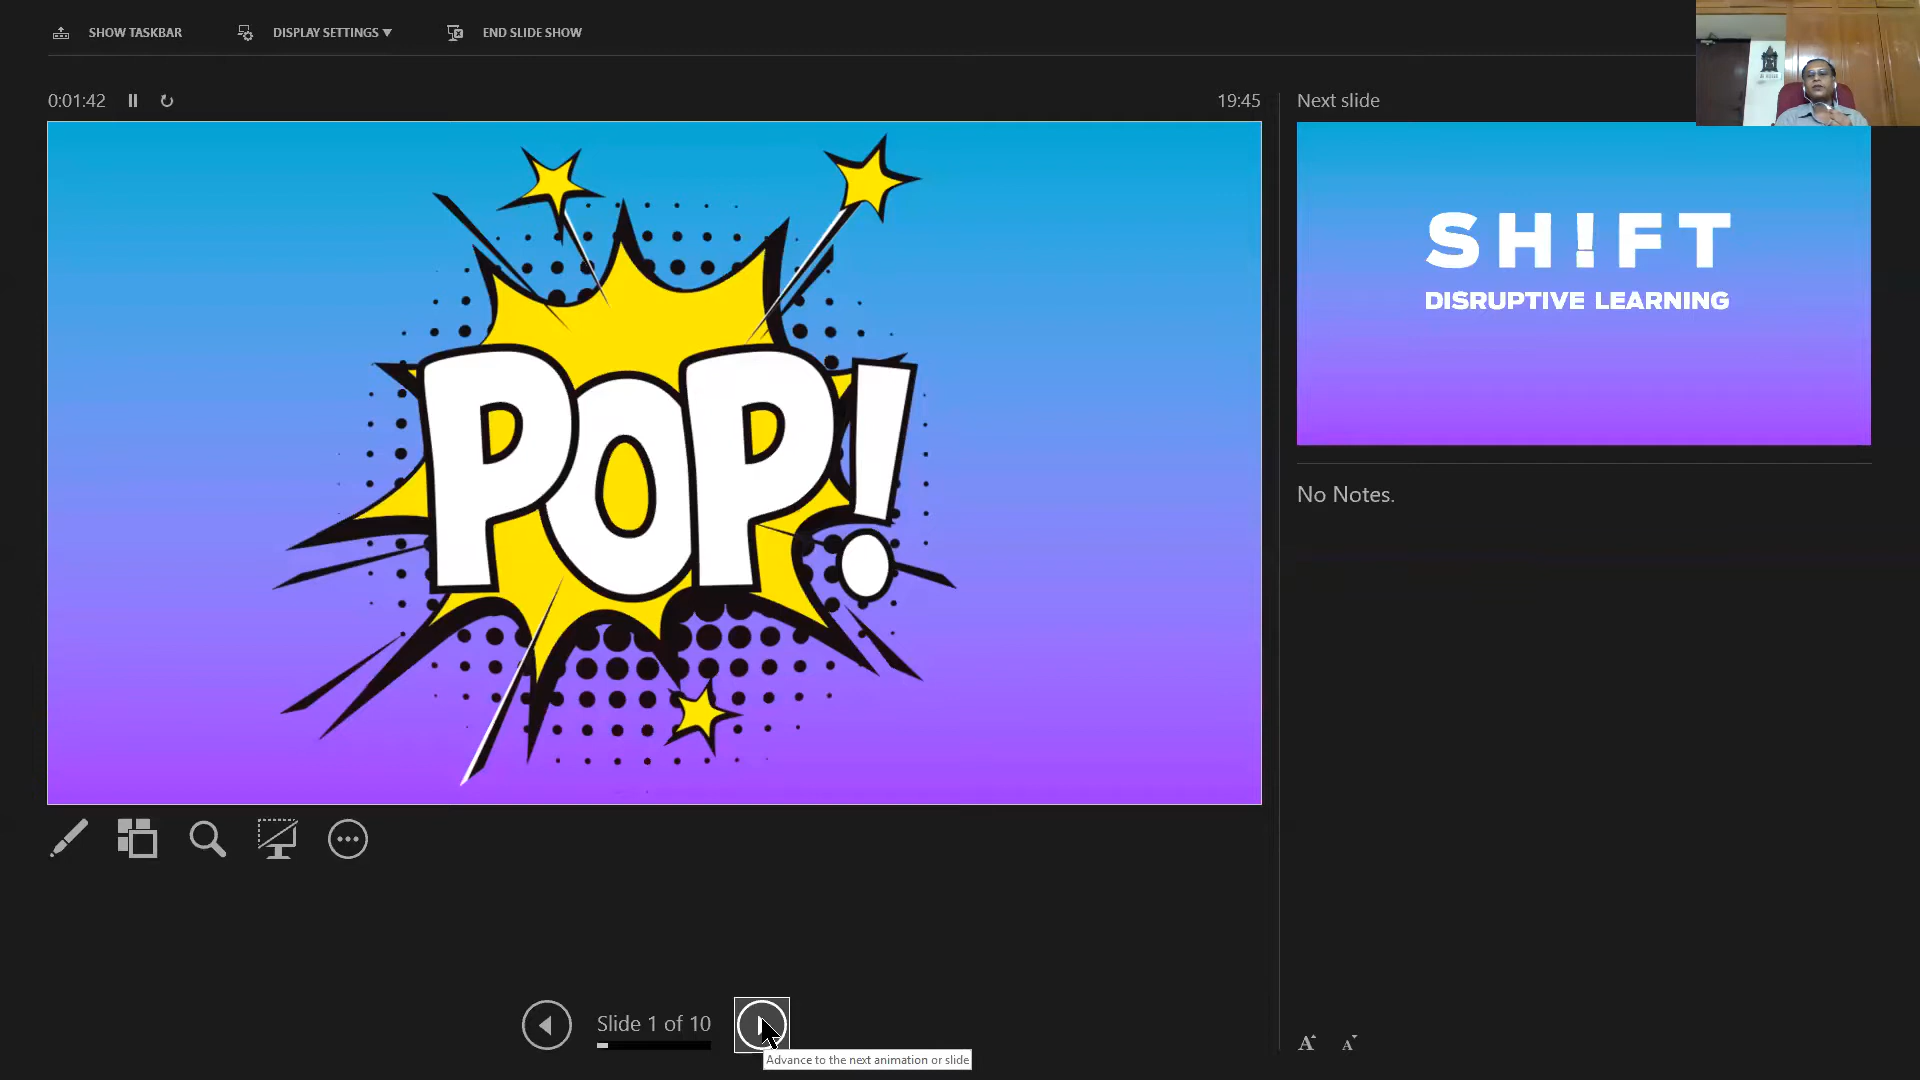 SHOW TASKBAR
DISPLAY SETTINGS ▼
END SLIDE SHOW
0:01:42
19:45
Next slide
POP!
SH!FT
DISRUPTIVE LEARNING
No Notes.
Slide 1 of 10
Advance to the next animation or slide
A
A